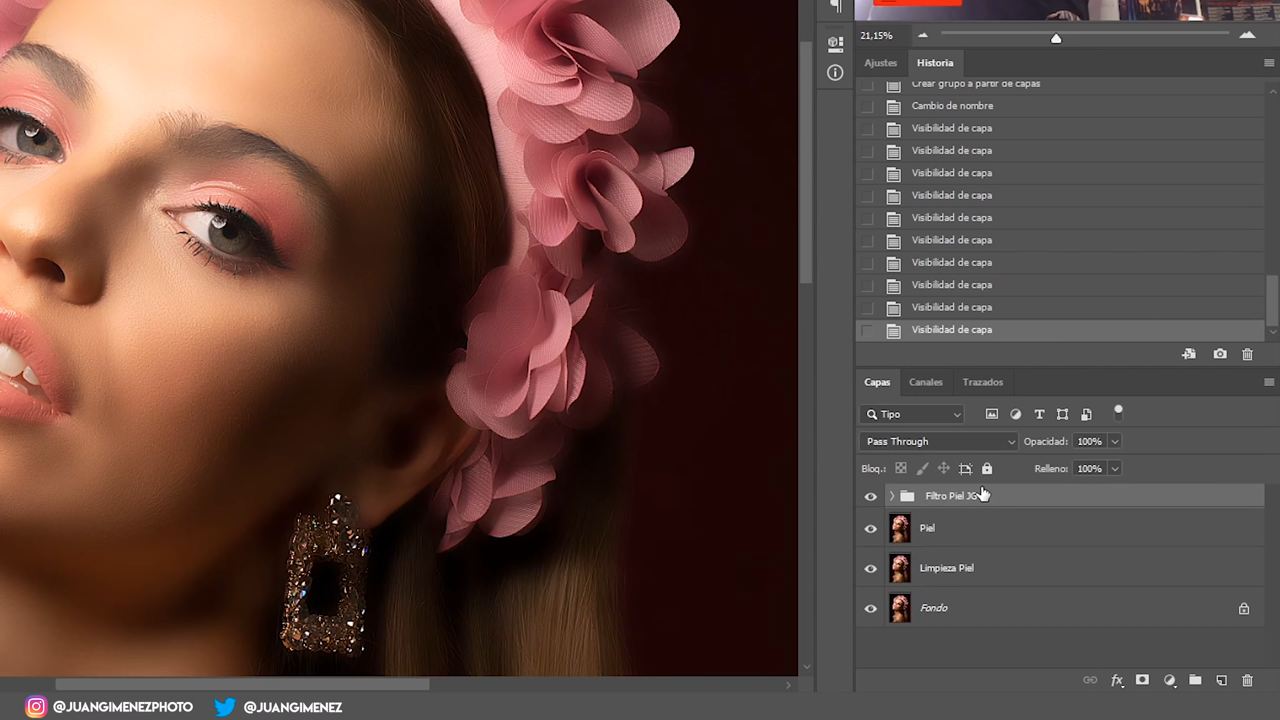 21,15%
Ajustes Historia
Crear grupo a partir de capas
Cambio de nombre
Visibilidad de capa
Visibilidad de capa
Visibilidad de capa
Visibilidad de capa
Visibilidad de capa
Visibilidad de capa
Visibilidad de capa
Visibilidad de capa
Visibilidad de capa
Visibilidad de capa
Capas Canales Trazados
Tipo
Pass Through Opacidad: 100%
Bloq.: Relleno: 100%
Filtro Piel JG
Piel
Limpieza Piel
Fondo
fx
@JUANGIMENEZPHOTO @JUANGIMENEZ